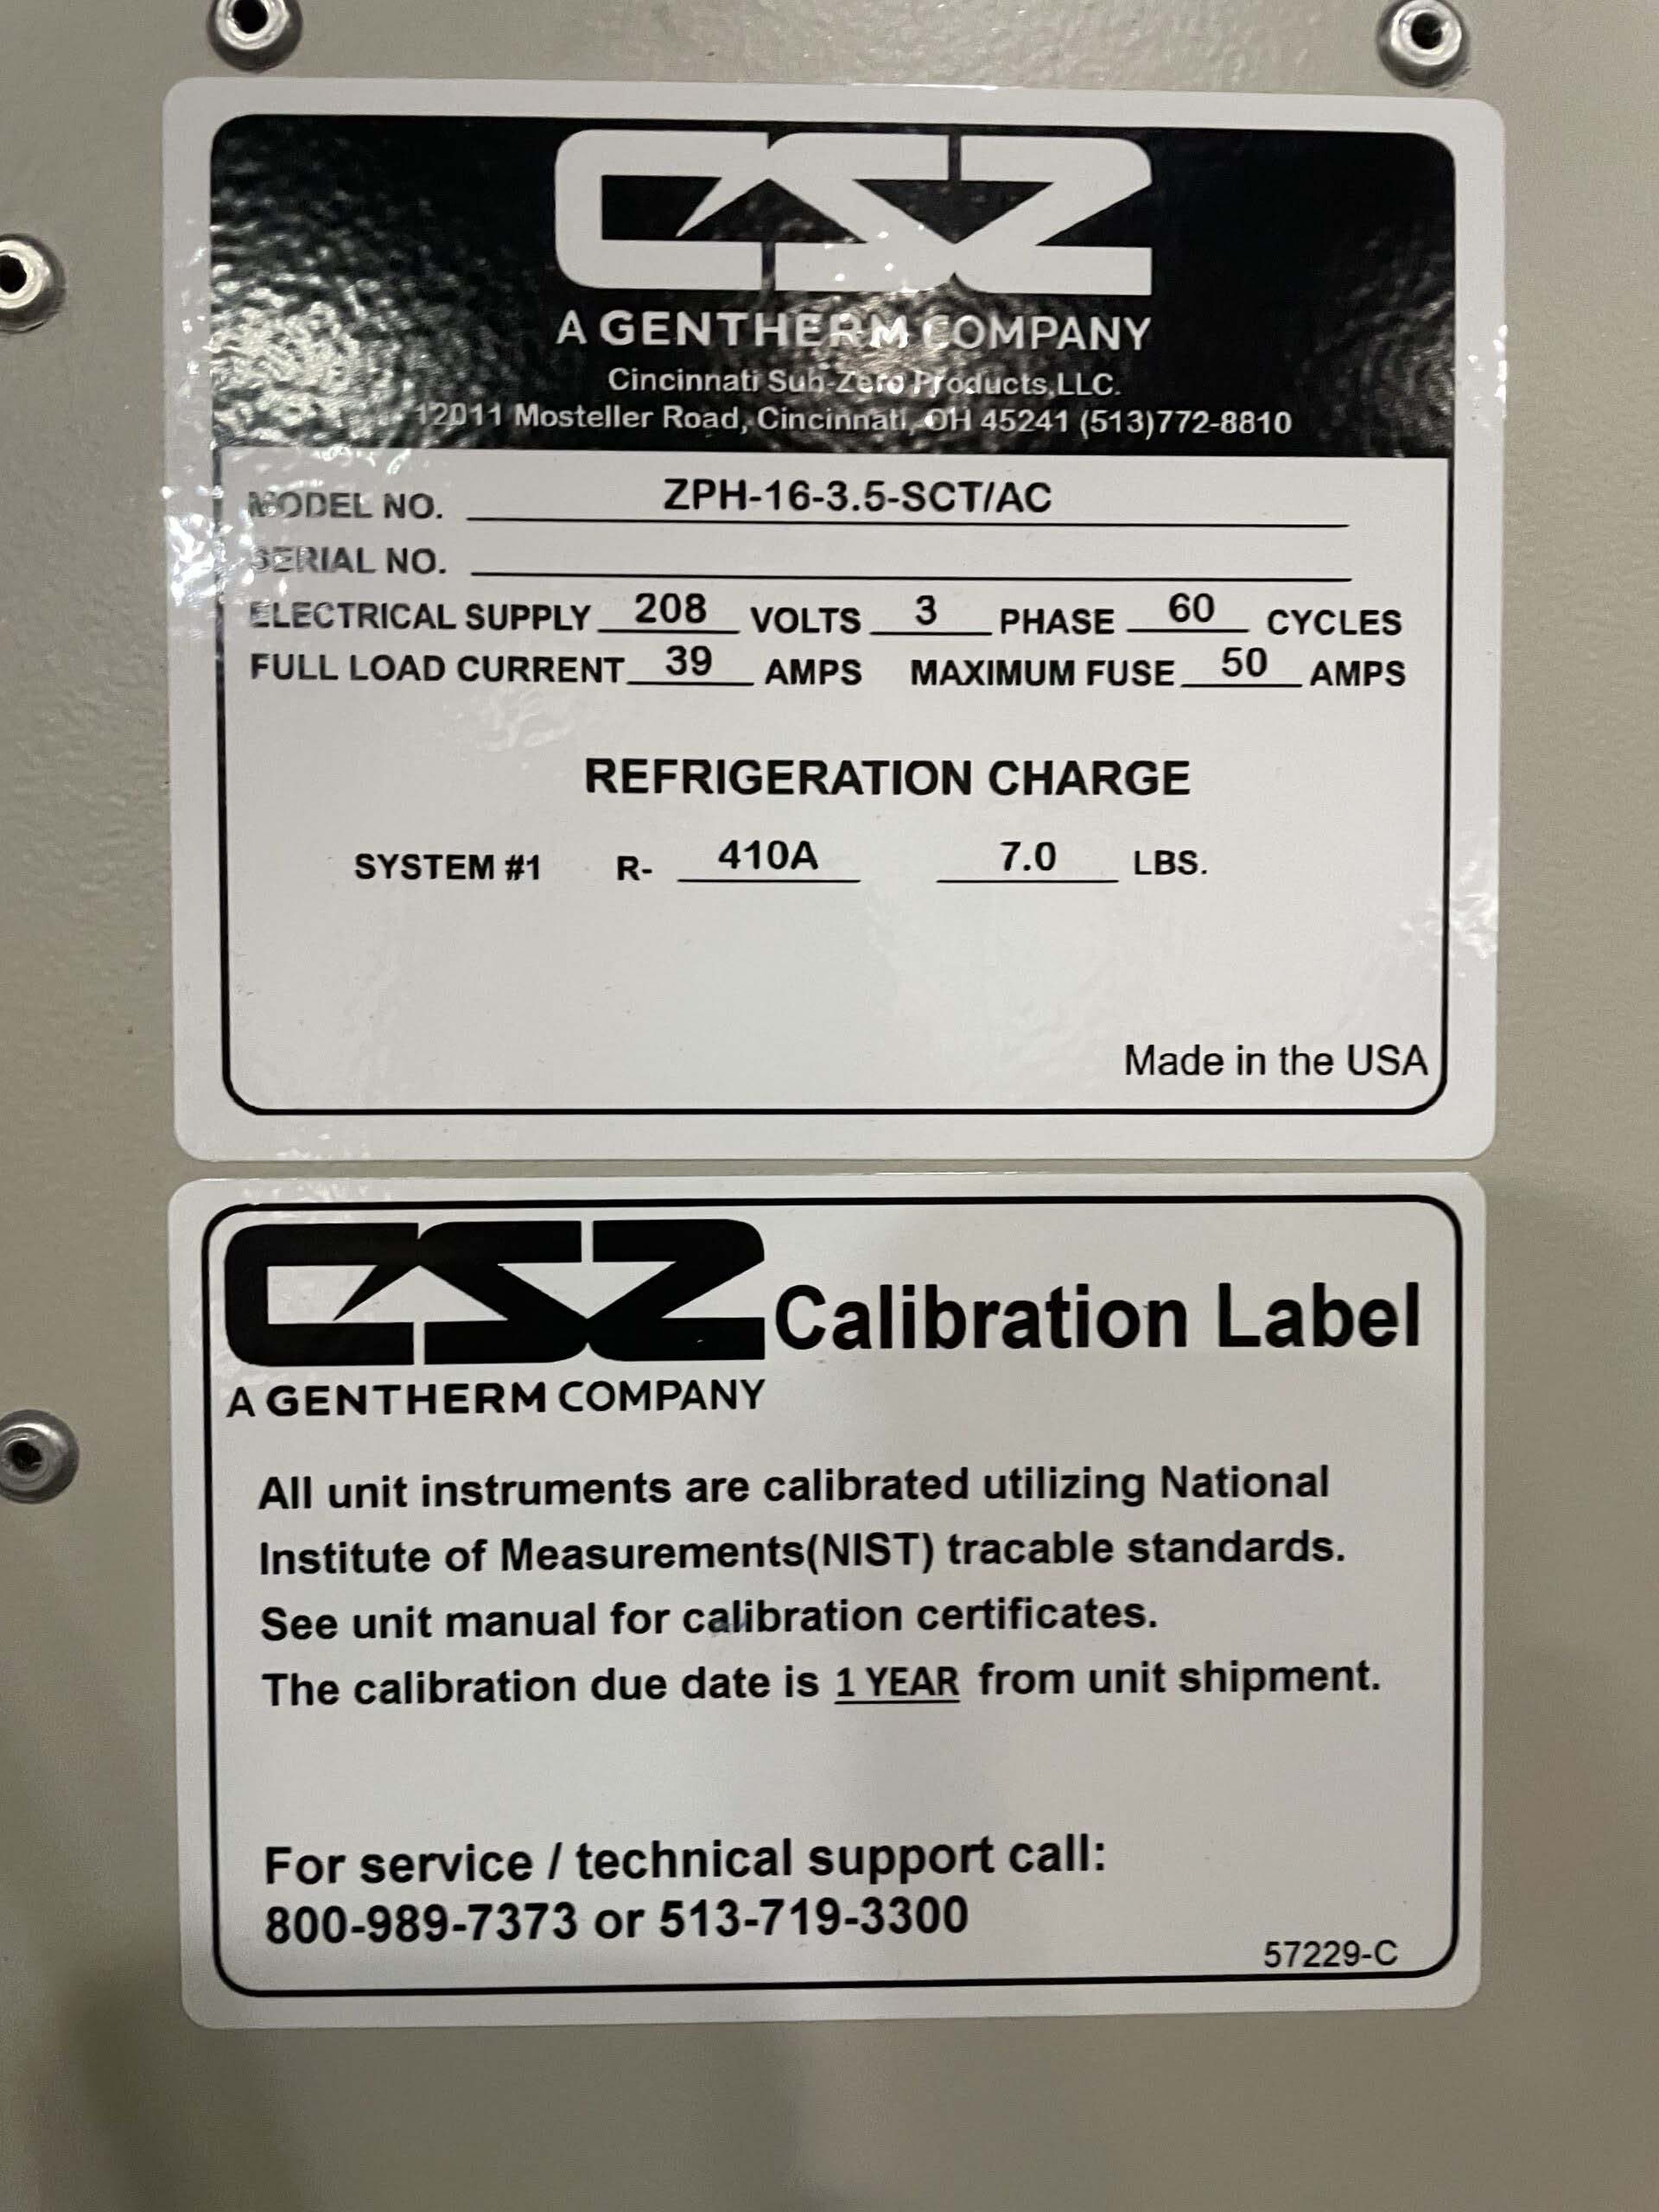 CSZ
A GENTHERM COMPANY
Cincinnati Sub-Zero Products,LLC.
12011 Mosteller Road, Cincinnati, OH 45241 (513)772-8810
MODEL NO. ZPH-16-3.5-SCT/AC
SERIAL NO.
ELECTRICAL SUPPLY 208 VOLTS 3 PHASE 60 CYCLES
FULL LOAD CURRENT 39 AMPS MAXIMUM FUSE 50 AMPS
REFRIGERATION CHARGE
SYSTEM #1 R- 410A 7.0 LBS.
Made in the USA
CSZ Calibration Label
A GENTHERM COMPANY
All unit instruments are calibrated utilizing National
Institute of Measurements(NIST) tracable standards.
See unit manual for calibration certificates.
The calibration due date is 1 YEAR from unit shipment.
For service / technical support call:
800-989-7373 or 513-719-3300
57229-C